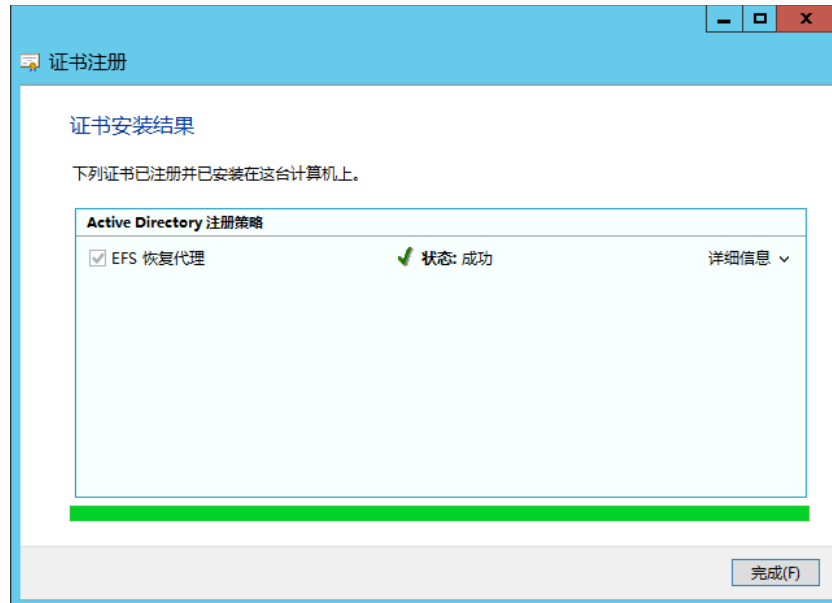 证书注册
证书安装结果
下列证书已注册并已安装在这台计算机上。
Active Directory 注册策略
EFS 恢复代理 状态: 成功 详细信息
完成(F)